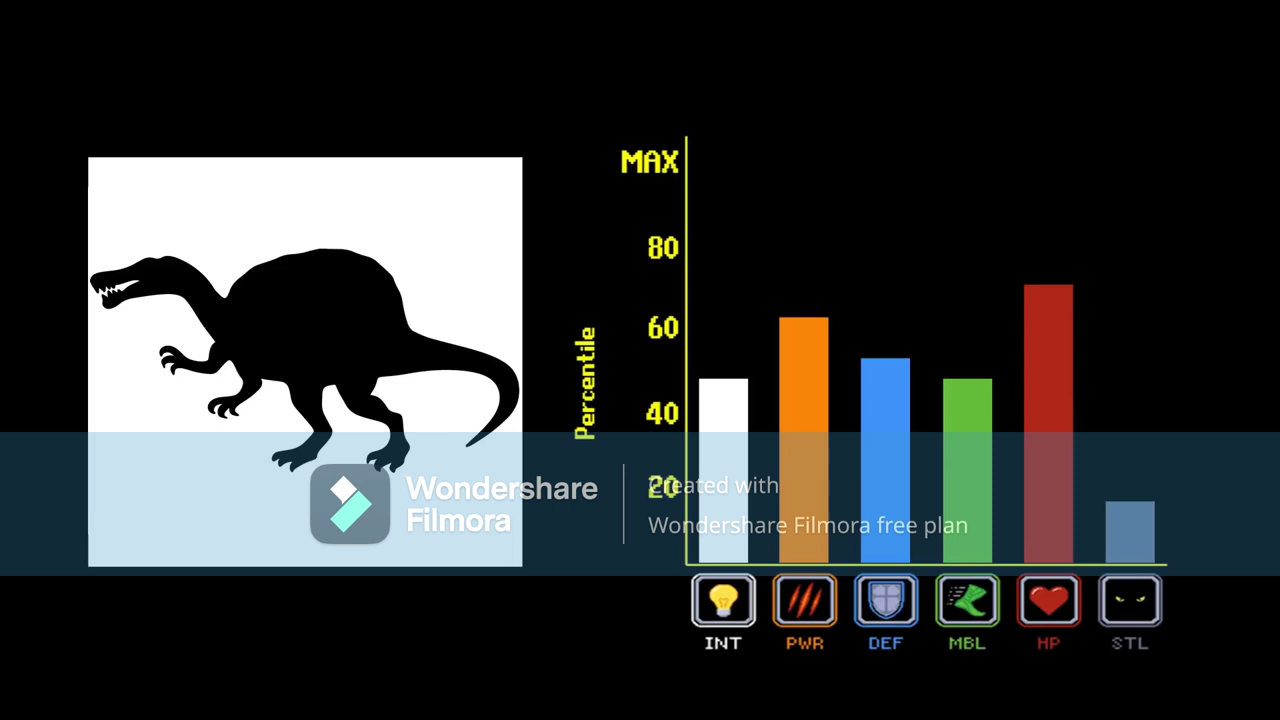 MAX
80
60
40
20
Percentile
Wondershare
Filmora
Created with
Wondershare Filmora free plan
INT PWR DEF MBL HP STL